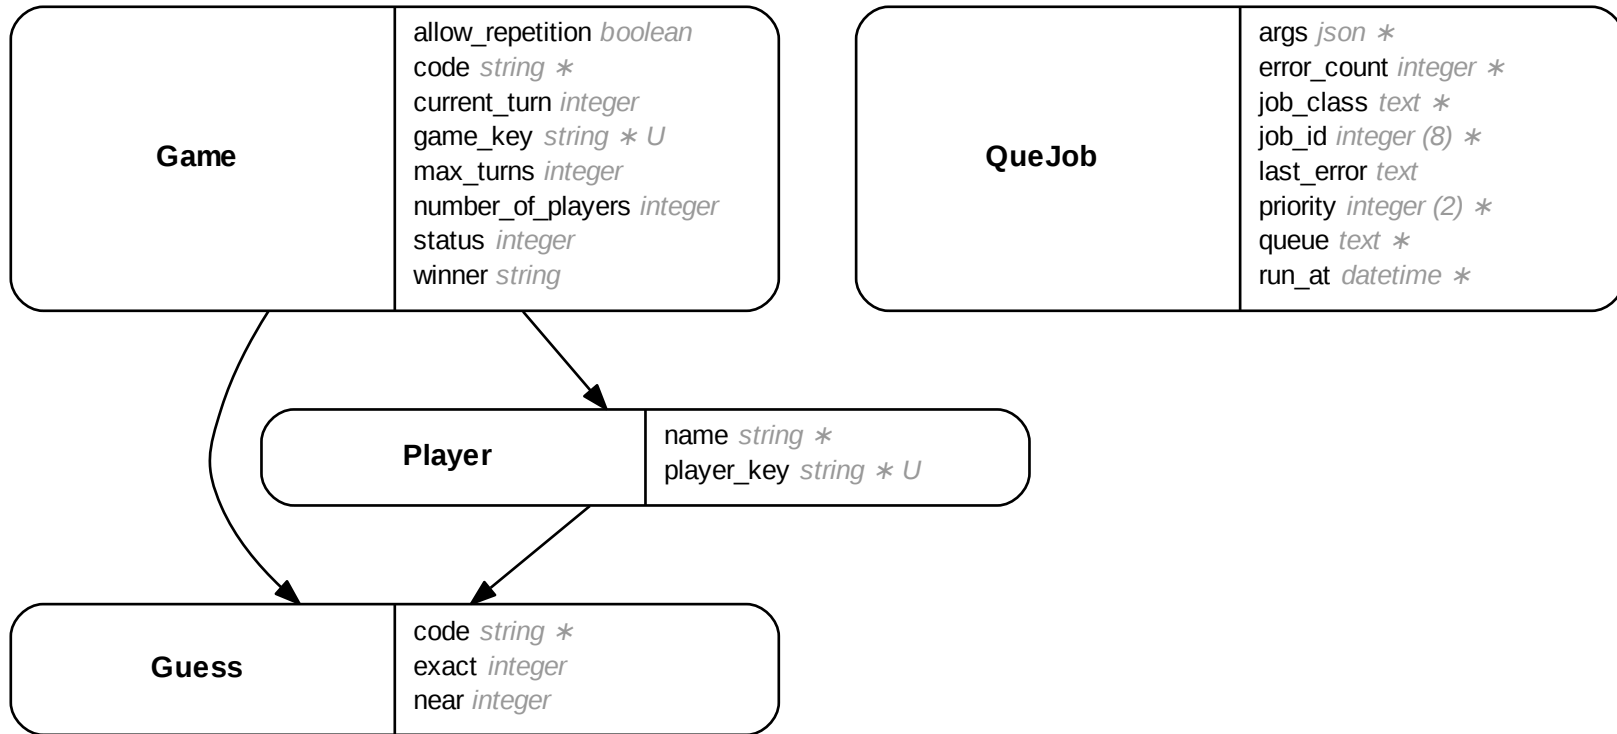 Game
allow_repetition boolean
code string ∗
current_turn integer
game_key string ∗ U
max_turns integer
number_of_players integer
status integer
winner string
QueJob
args json ∗
error_count integer ∗
job_class text ∗
job_id integer (8) ∗
last_error text
priority integer (2) ∗
queue text ∗
run_at datetime ∗
Player
name string ∗
player_key string ∗ U
Guess
code string ∗
exact integer
near integer